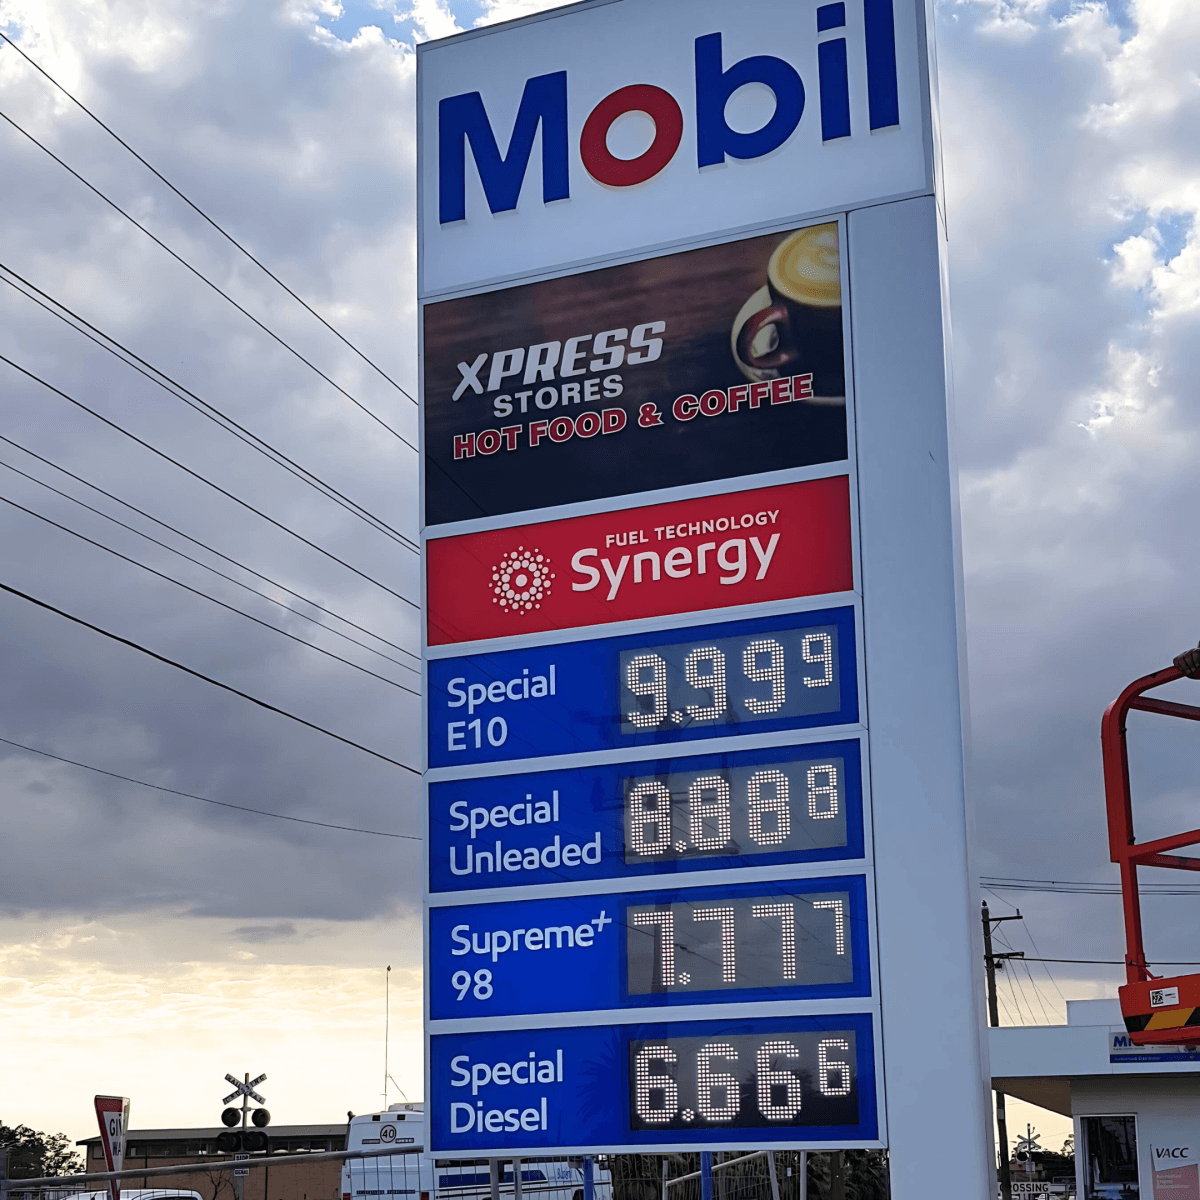 Mobil
XPRESS
STORES
HOT FOOD & COFFEE
FUEL TECHNOLOGY
Synergy
Special
E10
9.999
Special
Unleaded
8.888
Supreme+
98
7.777
Special
Diesel
6.666
40
VACC